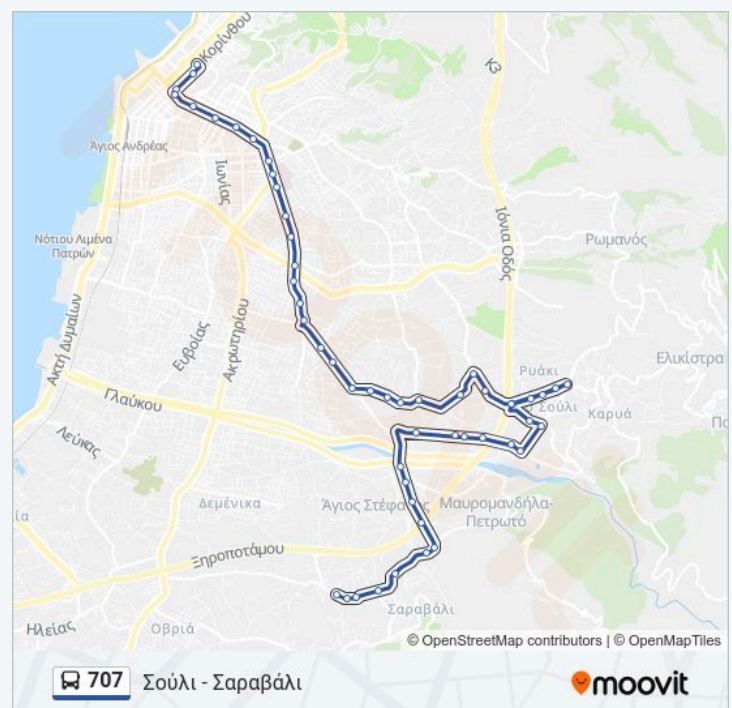 Κορίνθου
Κ3
Άγιος Ανδρέας
Ιωνίας
Ιόνια Οδός
Ρωμανός
Νότιου Λιμένα
Πατρών
Ακτή Δυμαίων
Ευβοίας
Ακρωτηρίου
Ελικίστρα
Ρυάκι
Σούλι
Καρυά
Γλαύκου
Λεύκας
Δεμένικα
Άγιος Στέφανος
Μαυρομανδήλα-
Πετρωτό
Ξηροποτάμου
Σαραβάλι
Ηλείας
Οβριά
© OpenStreetMap contributors | © OpenMapTiles
707 Σούλι - Σαραβάλι
moovit